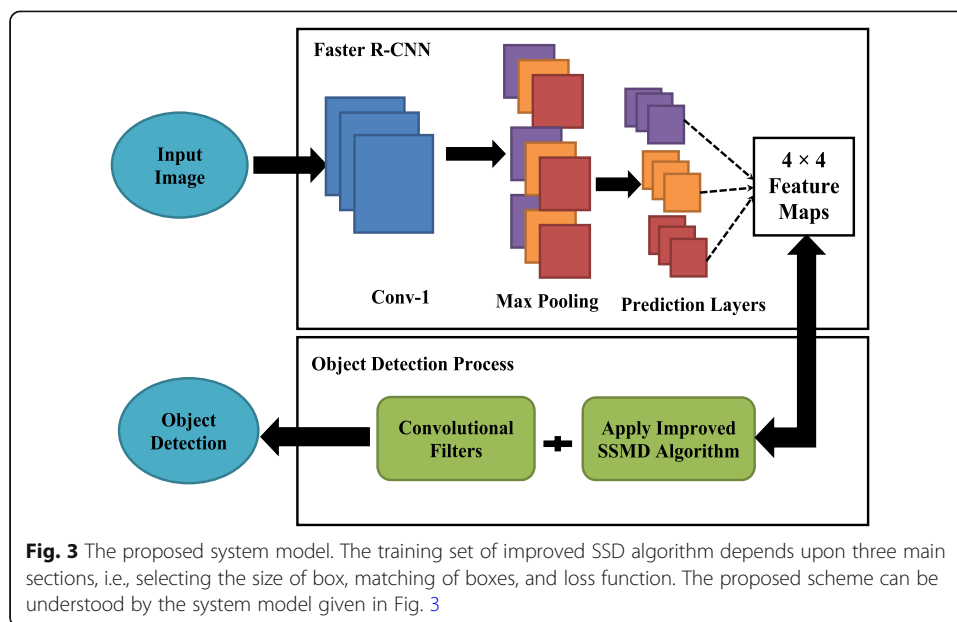 Faster R-CNN
Input
Image
Conv-1
Max Pooling
Prediction Layers
4 × 4
Feature
Maps
Object Detection Process
Object
Detection
Convolutional
Filters
Apply Improved
SSMD Algorithm
Fig. 3 The proposed system model. The training set of improved SSD algorithm depends upon three main
sections, i.e., selecting the size of box, matching of boxes, and loss function. The proposed scheme can be
understood by the system model given in Fig. 3